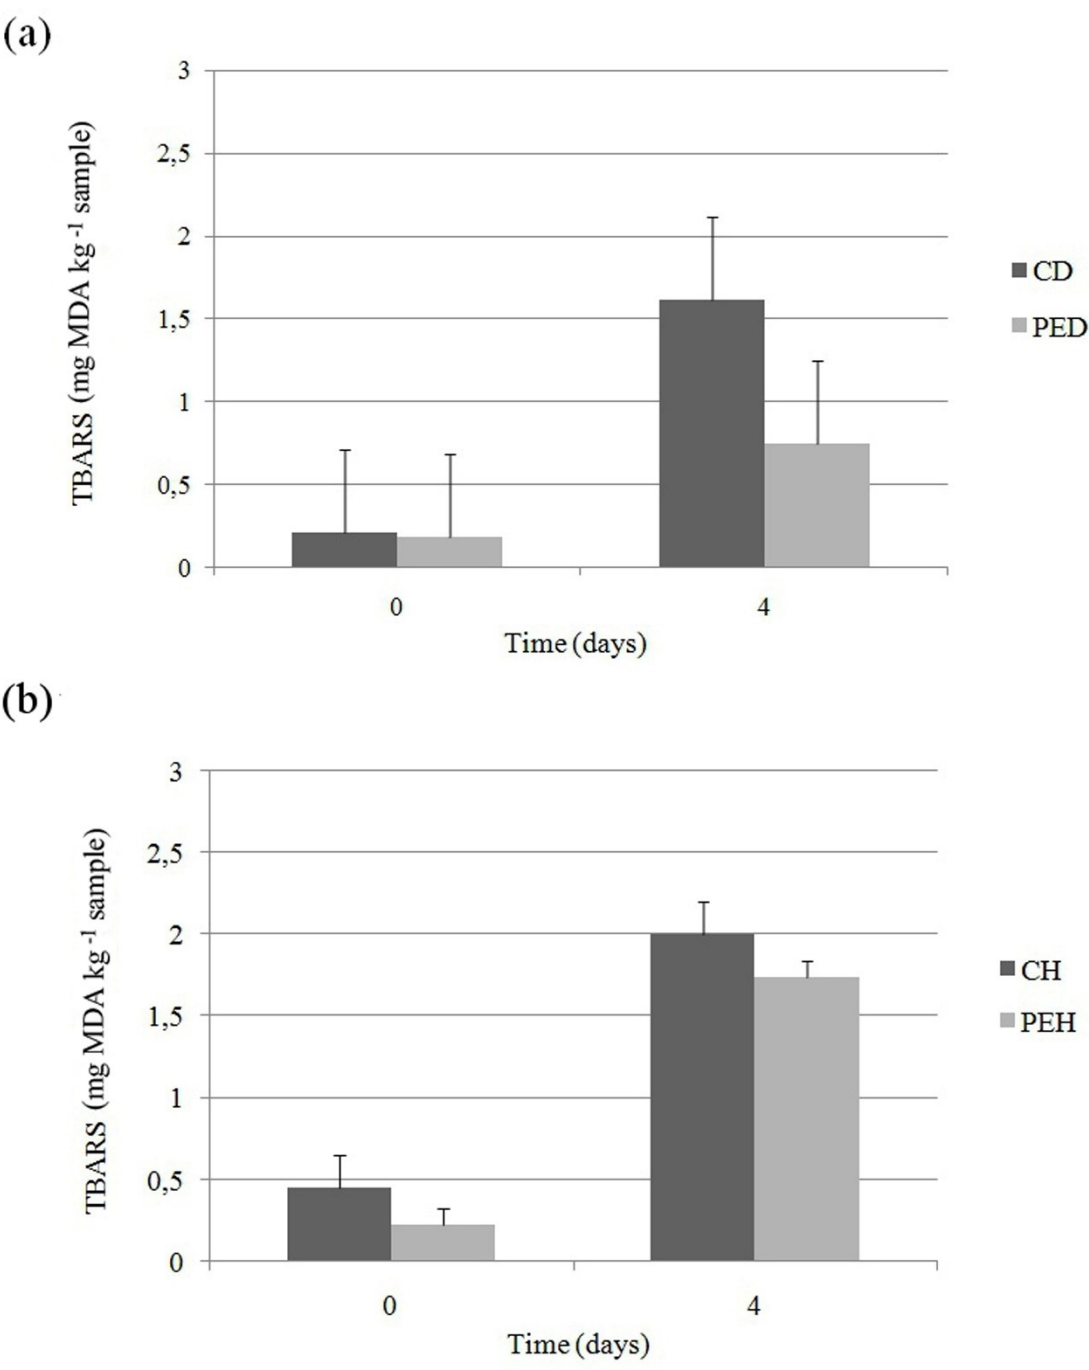 (a)
3
2,5
2
1,5
1
0,5
0
TBARS (mg MDA kg⁻¹ sample)
0 4
Time (days)
CD
PED
(b)
3
2,5
2
1,5
1
0,5
0
TBARS (mg MDA kg⁻¹ sample)
0 4
Time (days)
CH
PEH